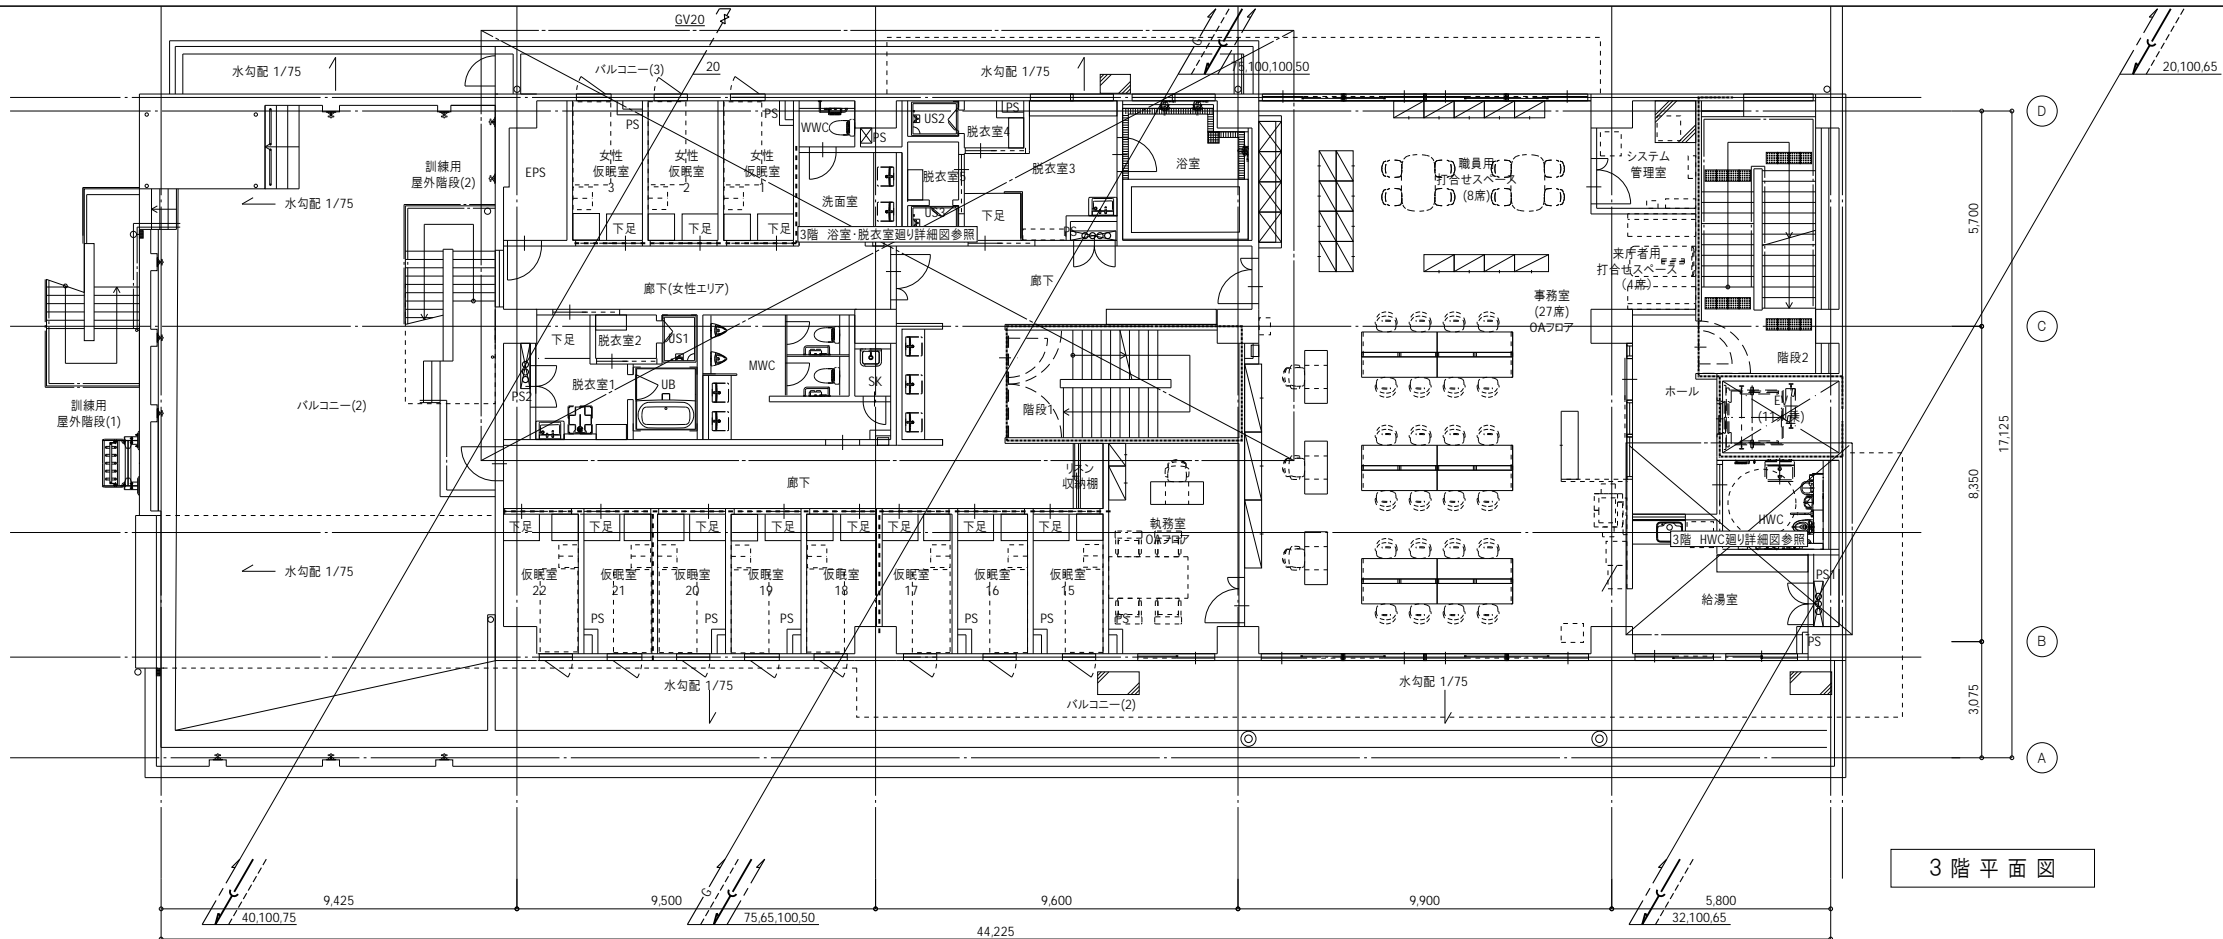 GV20
20
G
75,100,100,50
20,100,65
水勾配 1/75
バルコニー(3)
水勾配 1/75
D
訓練用
屋外階段(2)
水勾配 1/75
EPS
PS
女性
仮眠室
3
女性
仮眠室
2
PS
女性
仮眠室
1
下足
下足
下足
WWC
PS
洗面室
US2
PS
脱衣室4
脱衣室3
US3
下足
PS
浴室
3階 浴室・脱衣室廻り詳細図参照
職員用
打合せスペース
(8席)
システム
管理室
来庁者用
打合せスペース
(4席)
5,700
廊下(女性エリア)
廊下
事務室
(27席)
OAフロア
C
下足
脱衣室2
US1
MWC
SK
脱衣室1
UB
PS2
階段1
階段2
ホール
EV
17,125
訓練用
屋外階段(1)
バルコニー(2)
8,350
廊下
リネン
収納棚
執務室
OAフロア
HWC
3階 HWC廻り詳細図参照
下足
下足
下足
下足
下足
下足
下足
水勾配 1/75
仮眠室
22
仮眠室
21
仮眠室
20
仮眠室
19
仮眠室
18
仮眠室
17
仮眠室
16
仮眠室
15
PS
PS
PS
PS
PS
PS
PS1
給湯室
PS
B
水勾配 1/75
バルコニー(2)
水勾配 1/75
3,075
A
3階平面図
G
9,425
9,500
9,600
9,900
5,800
40,100,75
75,65,100,50
32,100,65
44,225